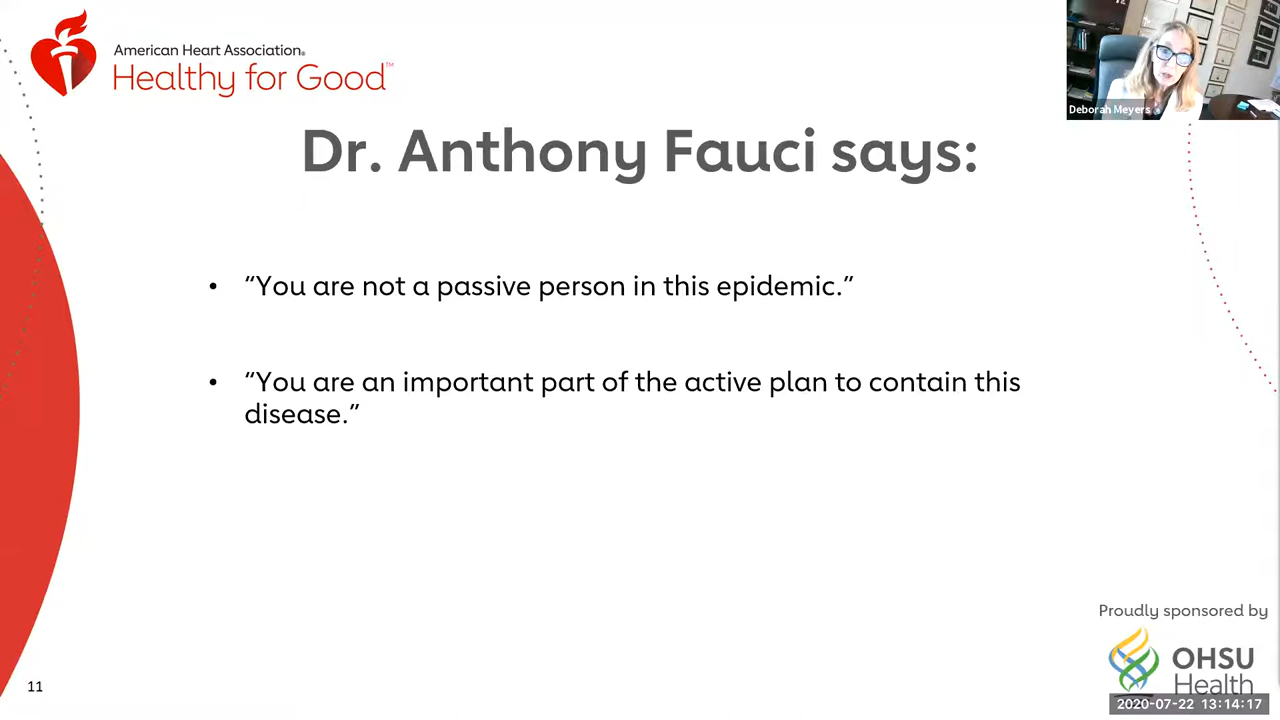 American Heart Association®
Healthy for Good™
Deborah Meyers
Dr. Anthony Fauci says:
• “You are not a passive person in this epidemic.”
• “You are an important part of the active plan to contain this
disease.”
Proudly sponsored by
OHSU
Health
11
2020-07-22 13:14:17